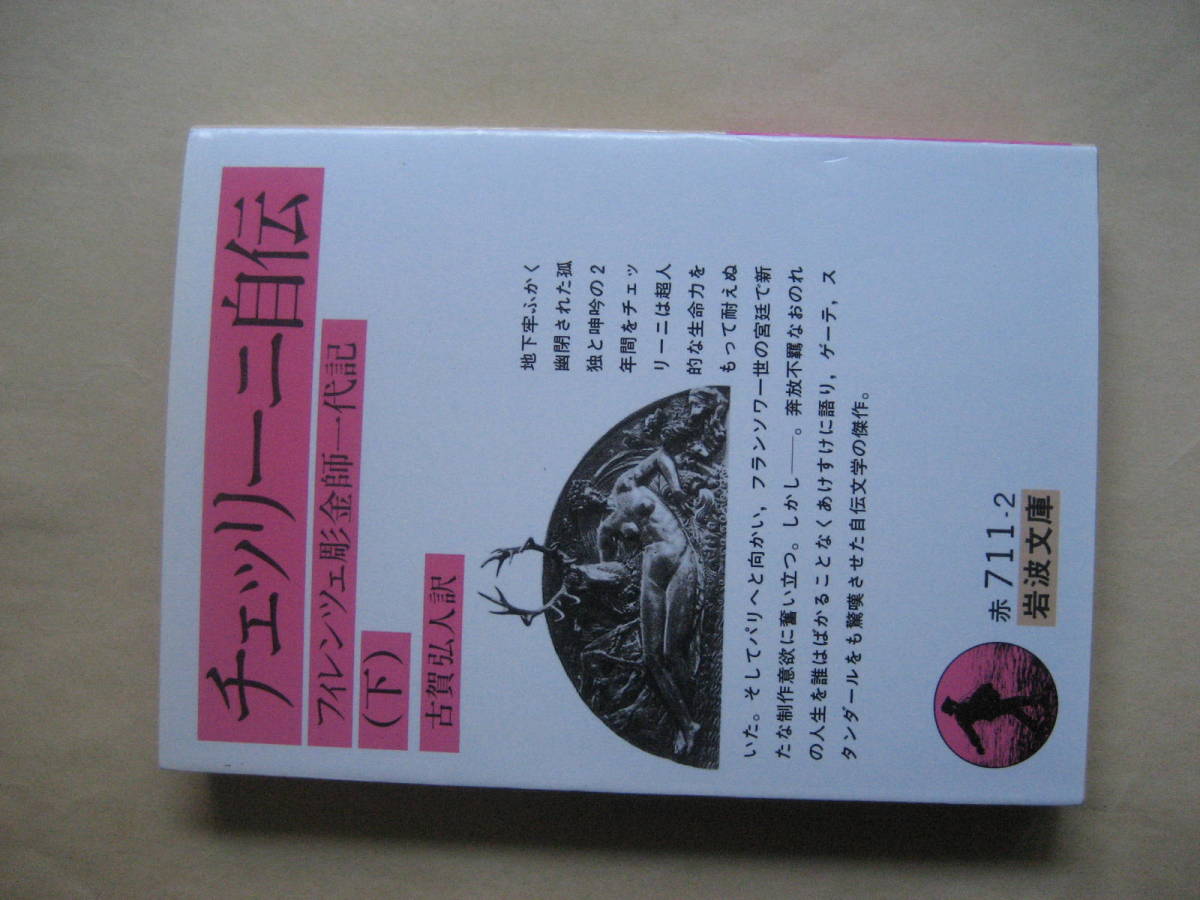 チェッリーニ自伝
フィレンツェ彫金師一代記
(下)
古賀弘人訳
地下牢ふかく
幽閉された孤
独と呻吟の2
年間をチェッ
リーニは超人
的な生命力を
もって耐えぬ
いた。そしてパリへと向かい，フランソワ一世の宮廷で新
たな制作意欲に奮い立つ。しかし――。奔放不羈なおのれ
の人生を誰はばかることなくあけすけに語り，ゲーテ，ス
タンダールをも驚嘆させた自伝文学の傑作。
赤711-2
岩波文庫